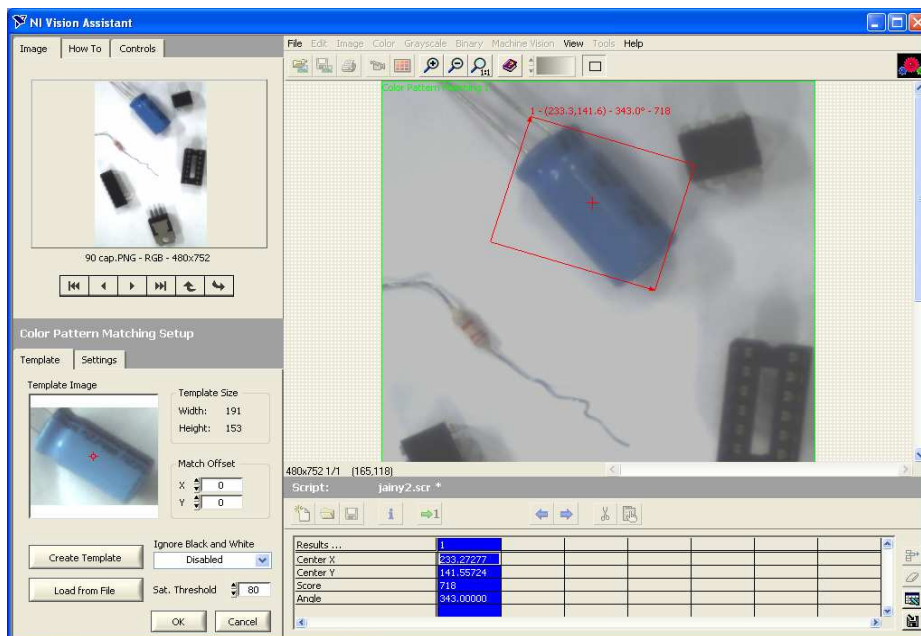 NI Vision Assistant
Image How To Controls
File Edit Image Color Grayscale Binary Machine Vision View Tools Help
1:1
Color Pattern Matching 1
1 - (233.3,141.6) - 343.0° - 718
90 cap.PNG - RGB - 480x752
Color Pattern Matching Setup
Template Settings
Template Image
Template Size
Width: 191
Height: 153
Match Offset
X 0
Y 0
Create Template
Ignore Black and White
Disabled
Load from File
Sat. Threshold 80
OK Cancel
480x752 1/1 (165,118)
Script: jainy2.scr *
1
Results ... 1
Center X 233.27277
Center Y 141.55724
Score 718
Angle 343.00000